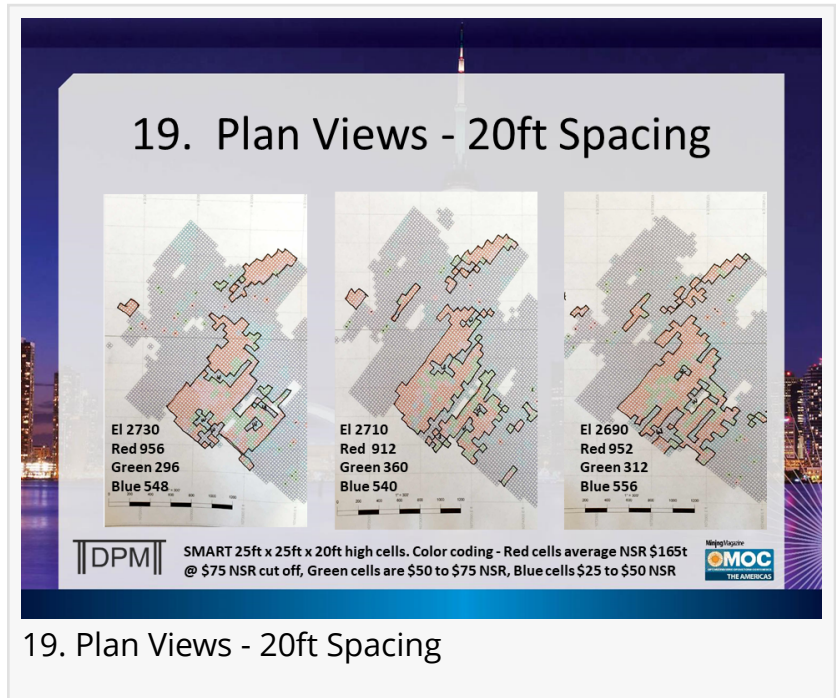 19. Plan Views - 20ft Spacing
El 2730
Red 956
Green 296
Blue 548
El 2710
Red 912
Green 360
Blue 540
El 2690
Red 952
Green 312
Blue 556
DPM
SMART 25ft x 25ft x 20ft high cells. Color coding - Red cells average NSR $165t
@ $75 NSR cut off, Green cells are $50 to $75 NSR, Blue cells $25 to $50 NSR
MiningMagazine
MOC
THE AMERICAS
19. Plan Views - 20ft Spacing